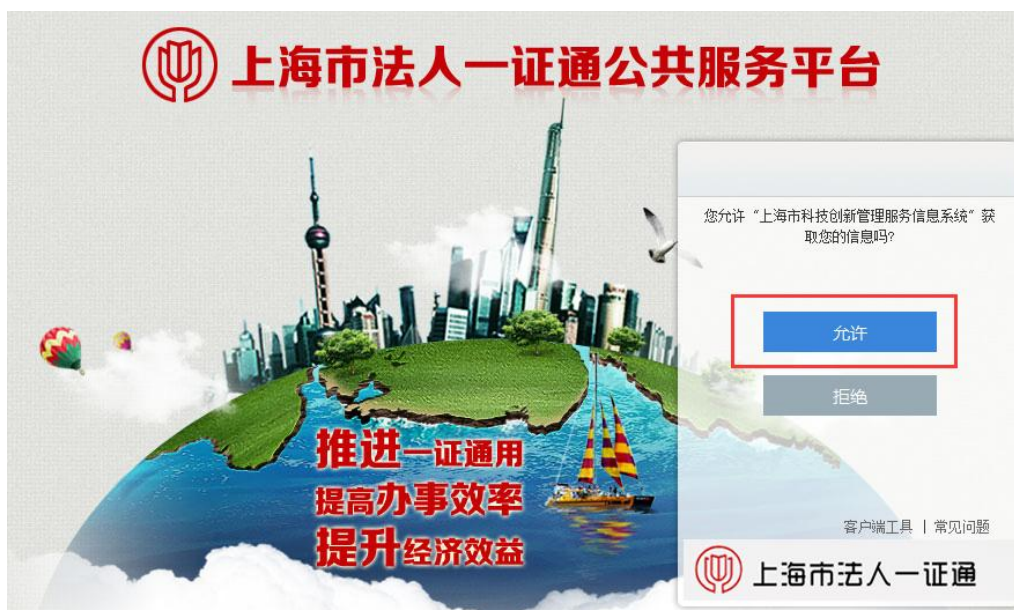 上海市法人一证通公共服务平台
您允许“上海市科技创新管理服务信息系统”获
取您的信息吗?
允许
拒绝
推进一证通用
提高办事效率
提升经济效益
客户端工具 | 常见问题
上海市法人一证通